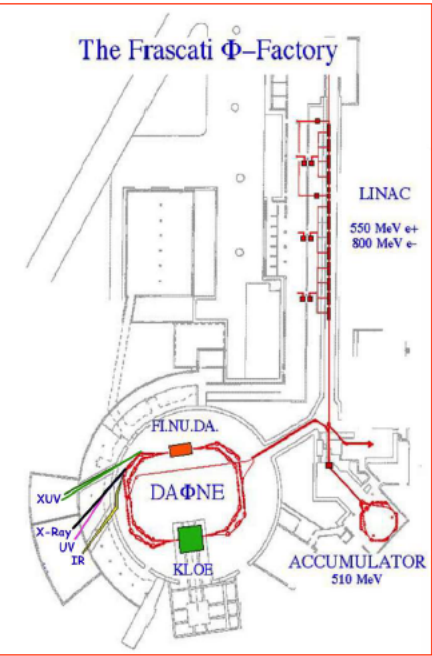 The Frascati Φ–Factory
LINAC
550 MeV e+
800 MeV e-
FI.NU.DA.
XUV
DAΦNE
X-Ray
UV
IR
KLOE
ACCUMULATOR
510 MeV